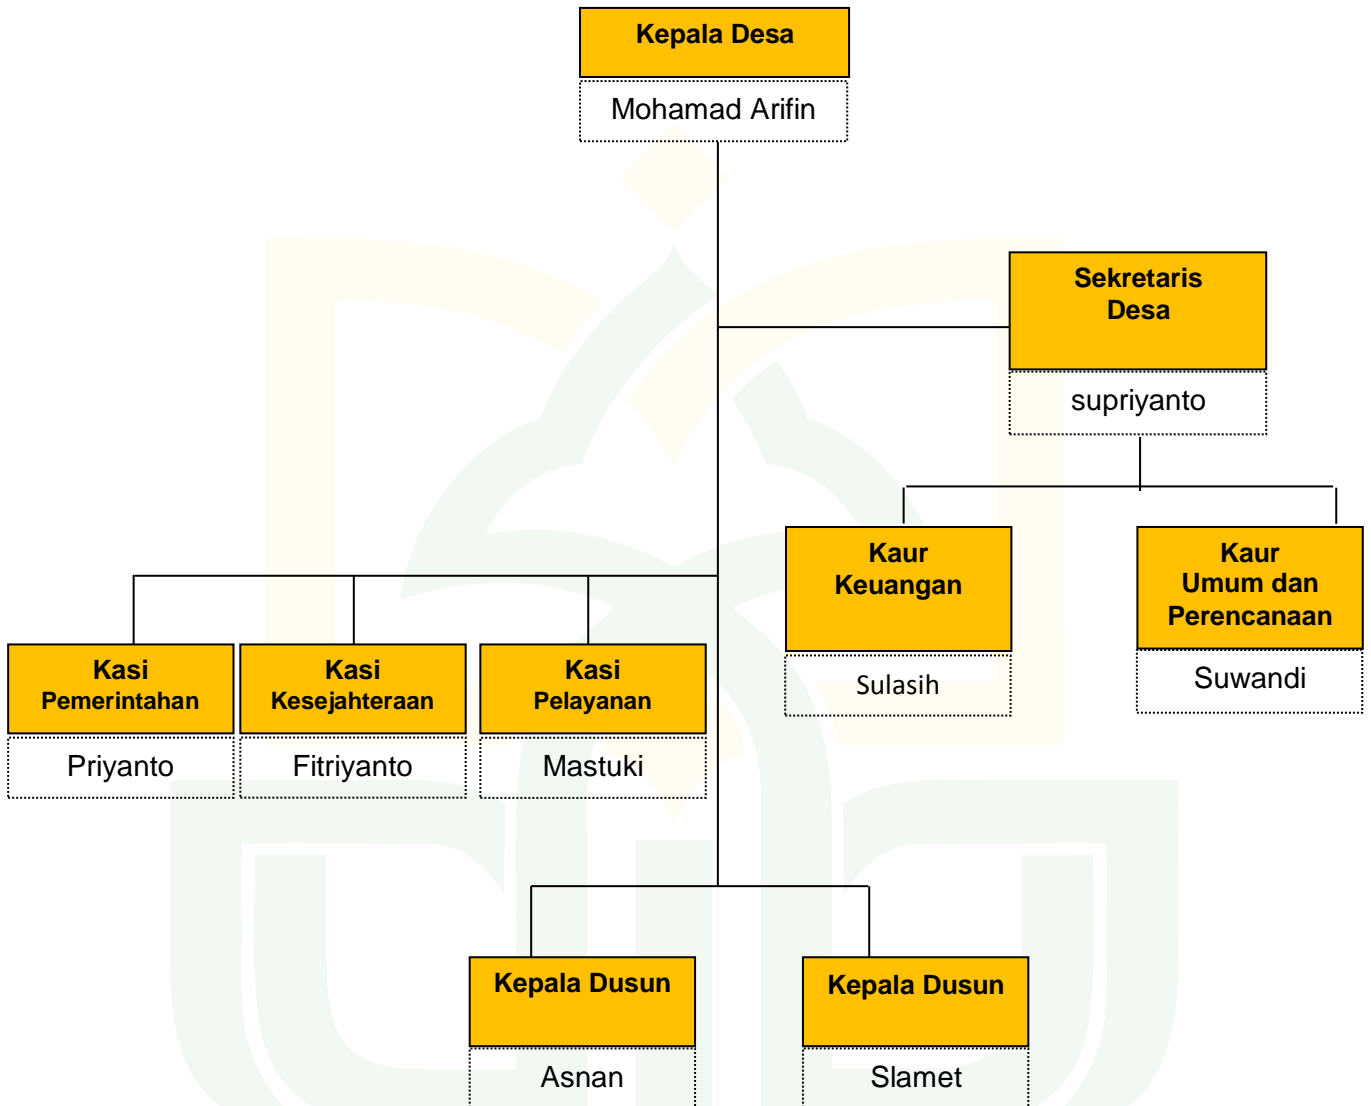 Kepala Desa
Mohamad Arifin
Sekretaris
Desa
supriyanto
Kaur
Keuangan
Sulasih
Kaur
Umum dan
Perencanaan
Suwandi
Kasi
Pemerintahan
Priyanto
Kasi
Kesejahteraan
Fitriyanto
Kasi
Pelayanan
Mastuki
Kepala Dusun
Asnan
Kepala Dusun
Slamet